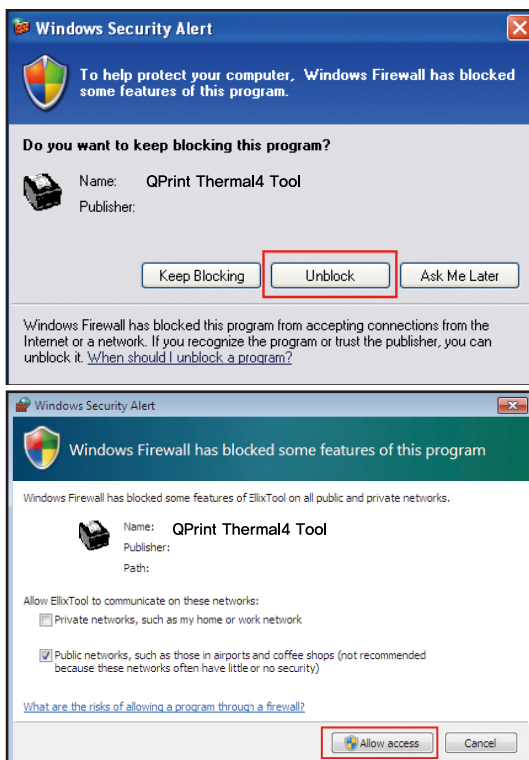 Windows Security Alert
To help protect your computer, Windows Firewall has blocked
some features of this program.
Do you want to keep blocking this program?
Name: QPrint Thermal4 Tool
Publisher:
Keep Blocking Unblock Ask Me Later
Windows Firewall has blocked this program from accepting connections from the
Internet or a network. If you recognize the program or trust the publisher, you can
unblock it. When should I unblock a program?
Windows Security Alert
Windows Firewall has blocked some features of this program
Windows Firewall has blocked some features of EllixTool on all public and private networks.
Name: QPrint Thermal4 Tool
Publisher:
Path:
Allow EllixTool to communicate on these networks:
Private networks, such as my home or work network
Public networks, such as those in airports and coffee shops (not recommended
because these networks often have little or no security)
What are the risks of allowing a program through a firewall?
Allow access Cancel